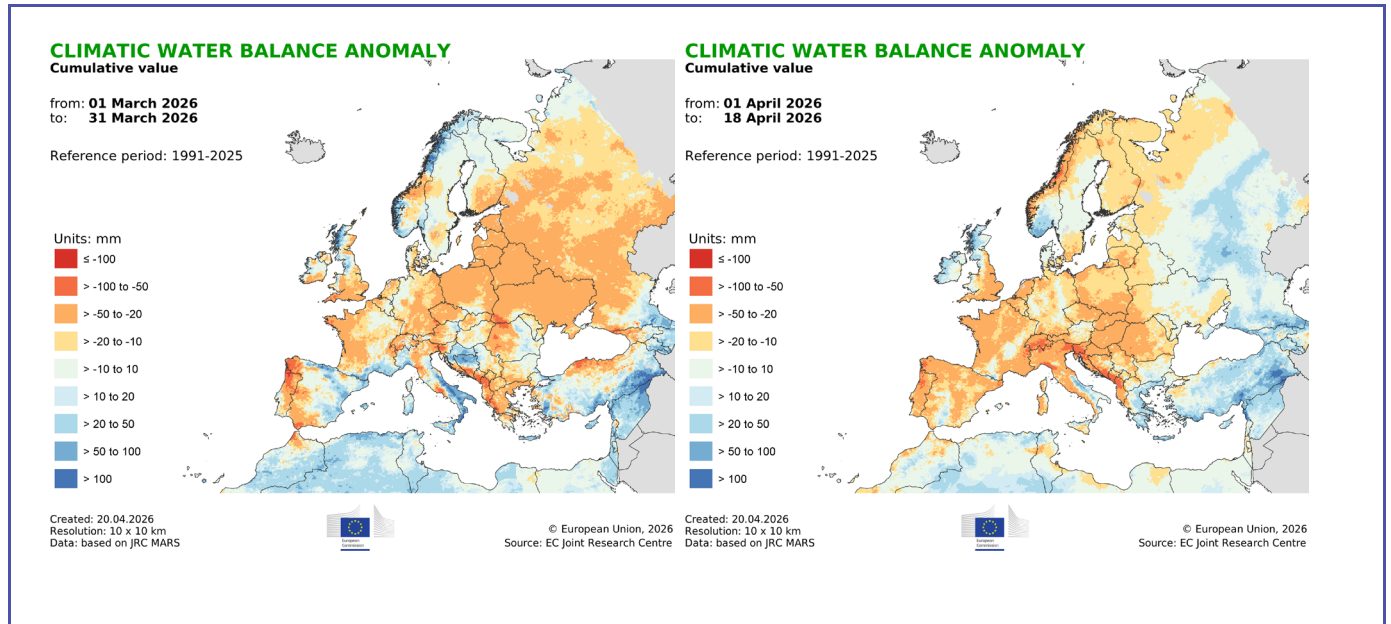 CLIMATIC WATER BALANCE ANOMALY
Cumulative value
from: 01 March 2026
to: 31 March 2026
Reference period: 1991-2025
Units: mm
≤ -100
> -100 to -50
> -50 to -20
> -20 to -10
> -10 to 10
> 10 to 20
> 20 to 50
> 50 to 100
> 100
Created: 20.04.2026
Resolution: 10 x 10 km
Data: based on JRC MARS
European
Commission
© European Union, 2026
Source: EC Joint Research Centre
CLIMATIC WATER BALANCE ANOMALY
Cumulative value
from: 01 April 2026
to: 18 April 2026
Reference period: 1991-2025
Units: mm
≤ -100
> -100 to -50
> -50 to -20
> -20 to -10
> -10 to 10
> 10 to 20
> 20 to 50
> 50 to 100
> 100
Created: 20.04.2026
Resolution: 10 x 10 km
Data: based on JRC MARS
European
Commission
© European Union, 2026
Source: EC Joint Research Centre